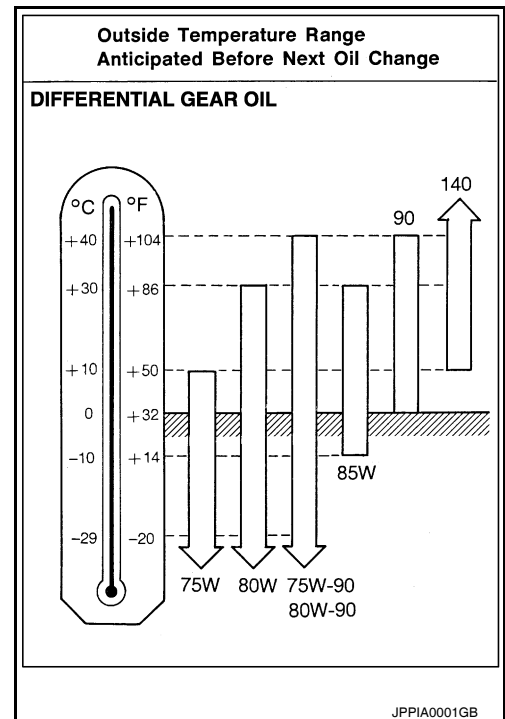 Outside Temperature Range
Anticipated Before Next Oil Change
DIFFERENTIAL GEAR OIL
140
°C °F
90
+40 +104
+30 +86
+10 +50
0 +32
-10 +14
85W
-29 -20
75W 80W 75W-90
80W-90
JPPIA0001GB